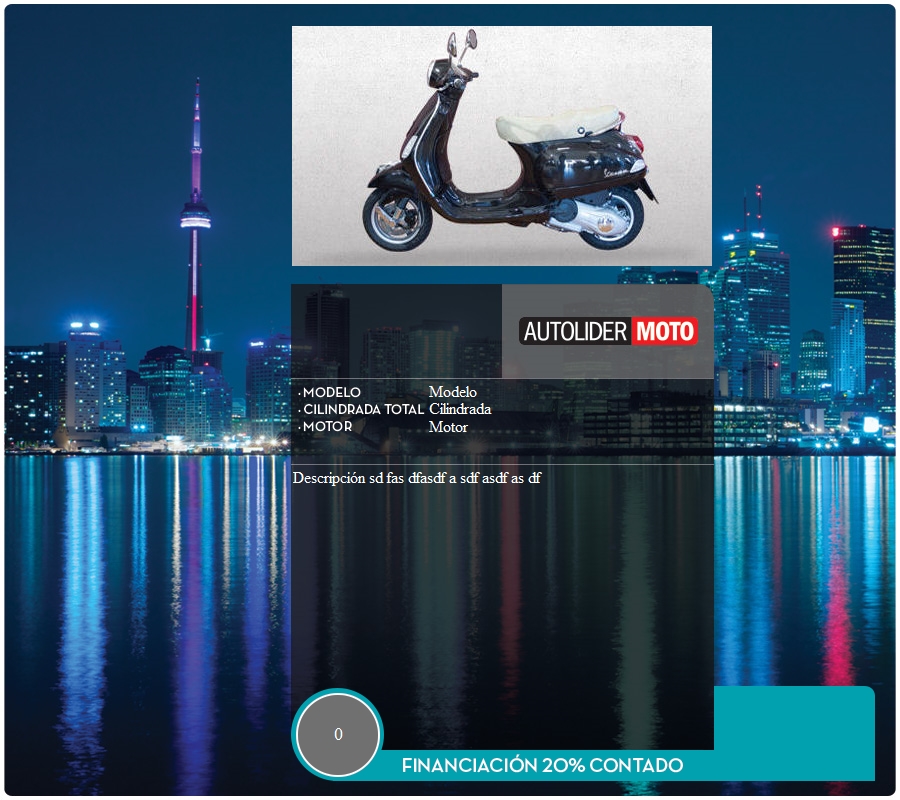 AUTOLIDER MOTO
· MODELO Modelo
· CILINDRADA TOTAL Cilindrada
· MOTOR Motor
Descripción sd fas dfasdf a sdf asdf as df
0
FINANCIACIÓN 20% CONTADO